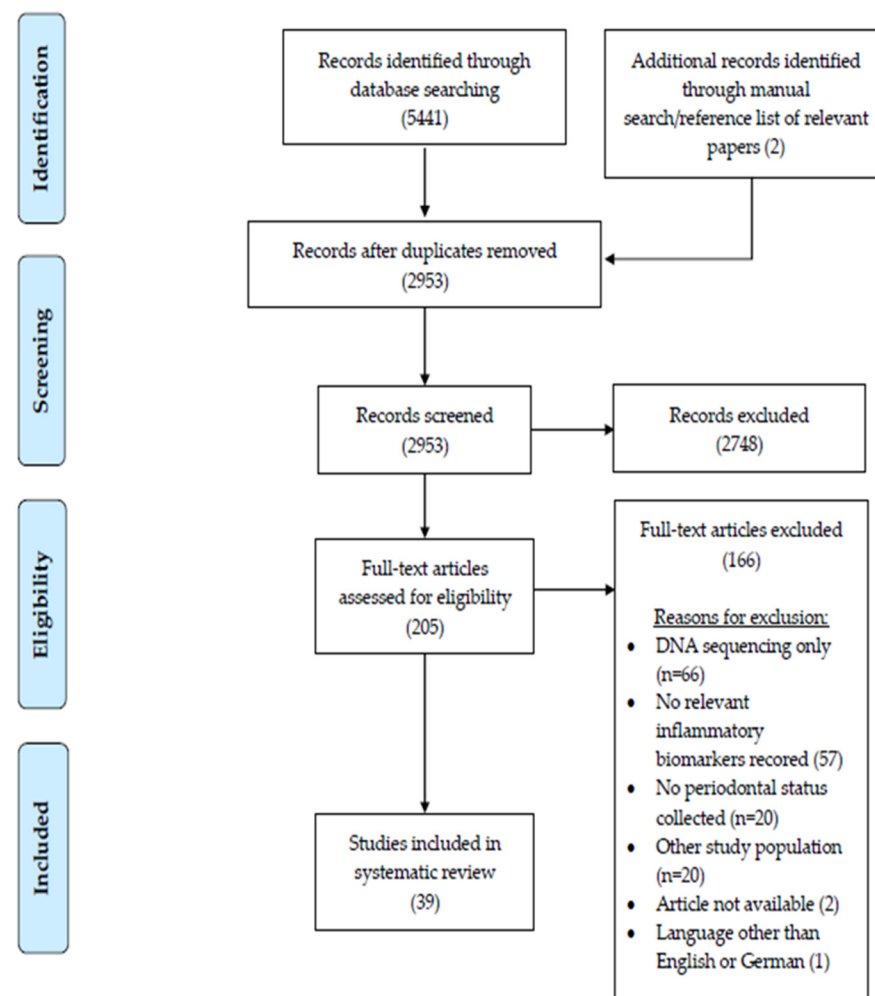 Identification
Records identified through
database searching
(5441)
Additional records identified
through manual
search/reference list of relevant
papers (2)
Records after duplicates removed
(2953)
Screening
Records screened
(2953)
Records excluded
(2748)
Eligibility
Full-text articles
assessed for eligibility
(205)
Full-text articles excluded
(166)
Reasons for exclusion:
• DNA sequencing only
(n=66)
• No relevant
inflammatory
biomarkers recored (57)
• No periodontal status
collected (n=20)
• Other study population
(n=20)
• Article not available (2)
• Language other than
English or German (1)
Included
Studies included in
systematic review
(39)